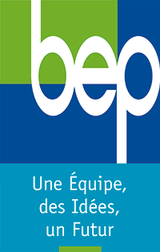 bep
Une Équipe,
des Idées,
un Futur